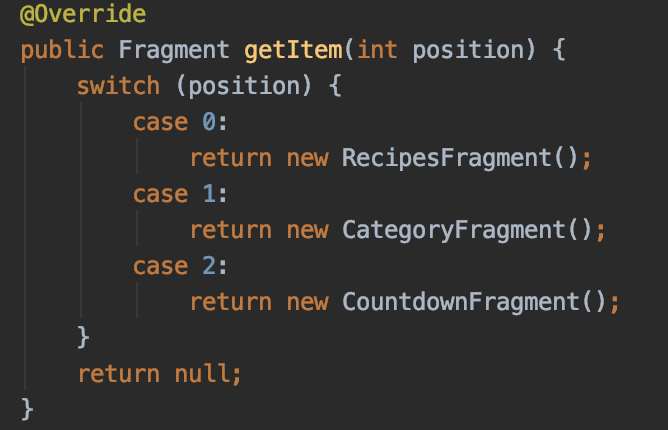 @Override
public Fragment getItem(int position) {
    switch (position) {
        case 0:
            return new RecipesFragment();
        case 1:
            return new CategoryFragment();
        case 2:
            return new CountdownFragment();
    }
    return null;
}